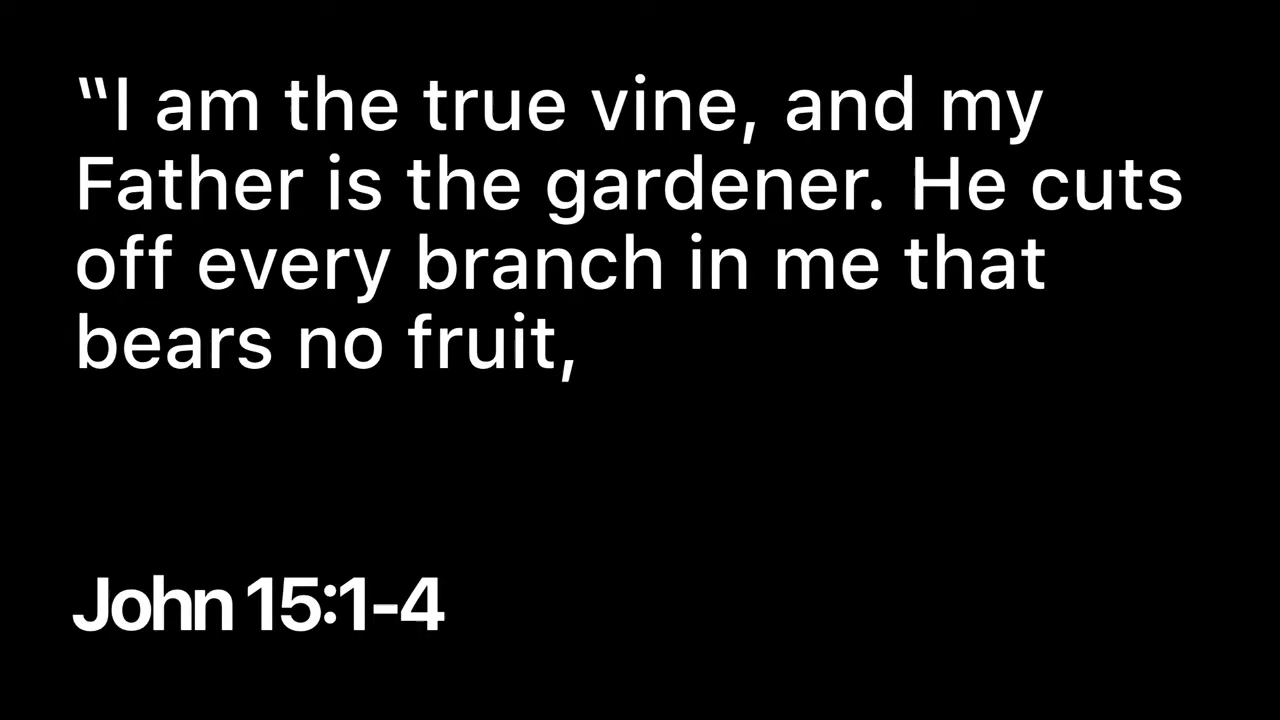 “I am the true vine, and my
Father is the gardener. He cuts
off every branch in me that
bears no fruit,
John 15:1-4